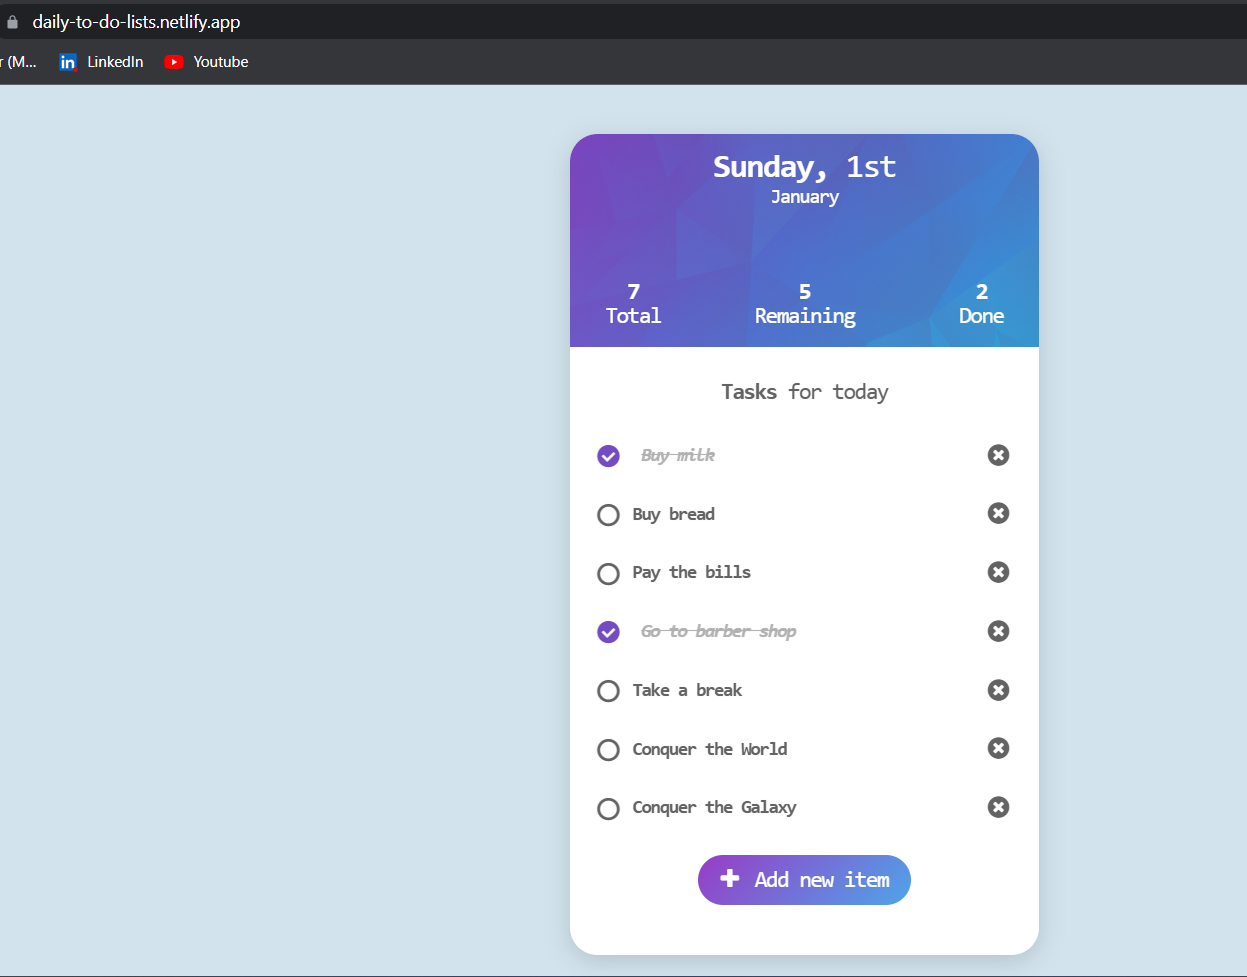 daily-to-do-lists.netlify.app
r (M... LinkedIn Youtube
Sunday, 1st
January
7 5 2
Total Remaining Done
Tasks for today
Buy milk
Buy bread
Pay the bills
Go to barber shop
Take a break
Conquer the World
Conquer the Galaxy
Add new item